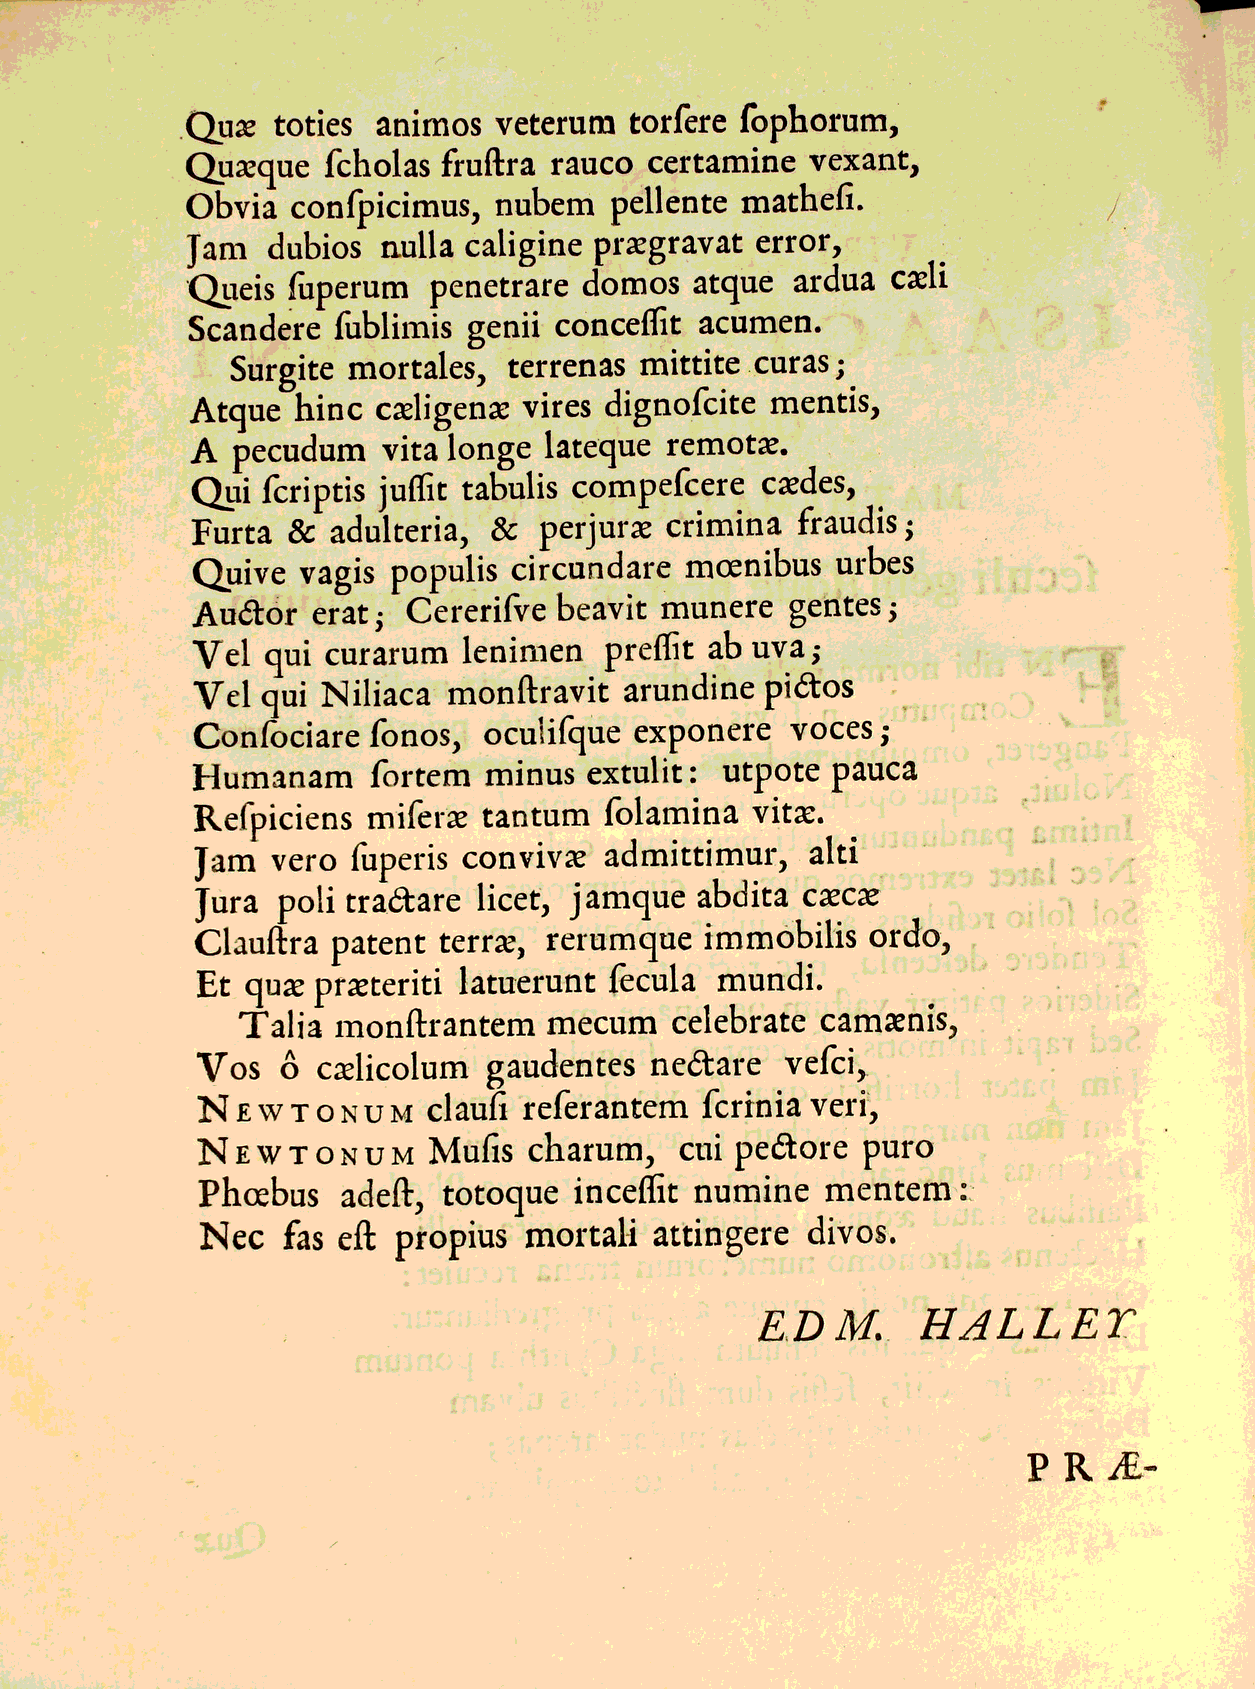 Quæ toties animos veterum torſere ſophorum,
Quæque ſcholas fruſtra rauco certamine vexant,
Obvia conſpicimus, nubem pellente matheſi.
Jam dubios nulla caligine prægravat error,
Queis ſuperum penetrare domos atque ardua cæli
Scandere ſublimis genii conceſſit acumen.
Surgite mortales, terrenas mittite curas;
Atque hinc cæligenæ vires dignoſcite mentis,
A pecudum vita longe lateque remotæ.
Qui ſcriptis juſſit tabulis compeſcere cædes,
Furta & adulteria, & perjuræ crimina fraudis;
Quive vagis populis circundare mœnibus urbes
Auctor erat; Cereriſve beavit munere gentes;
Vel qui curarum lenimen preſſit ab uva;
Vel qui Niliaca monſtravit arundine pictos
Conſociare ſonos, oculiſque exponere voces;
Humanam ſortem minus extulit: utpote pauca
Reſpiciens miſeræ tantum ſolamina vitæ.
Jam vero ſuperis convivæ admittimur, alti
Jura poli tractare licet, jamque abdita cæcæ
Clauſtra patent terræ, rerumque immobilis ordo,
Et quæ præteriti latuerunt ſecula mundi.
Talia monſtrantem mecum celebrate camænis,
Vos ô cælicolum gaudentes nectare veſci,
NEWTONUM clauſi reſerantem ſcrinia veri,
NEWTONUM Muſis charum, cui pectore puro
Phœbus adeſt, totoque inceſſit numine mentem:
Nec fas eſt propius mortali attingere divos.
EDM. HALLEY
PRÆ-